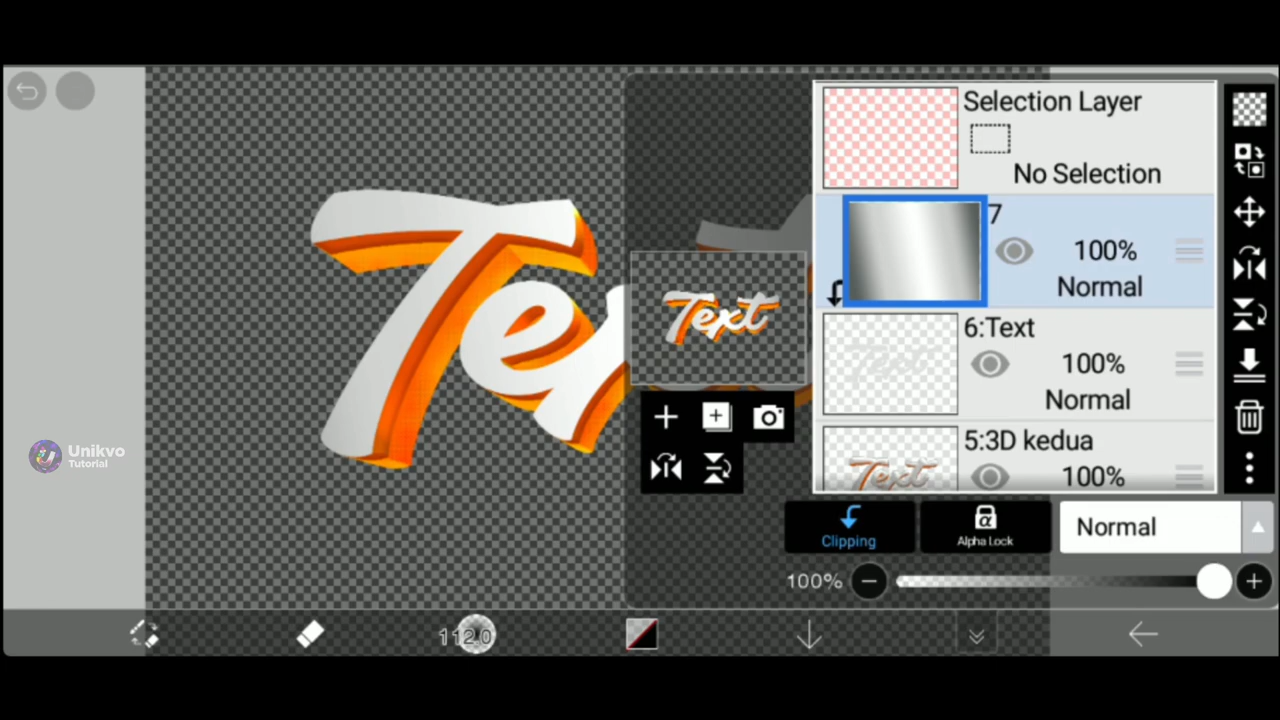 Selection Layer
No Selection
7
100%
Normal
6:Text
100%
Normal
5:3D kedua
100%
Text
Text
Text
Unikvo
Tutorial
Clipping
α
Alpha Lock
Normal
100%
112.0